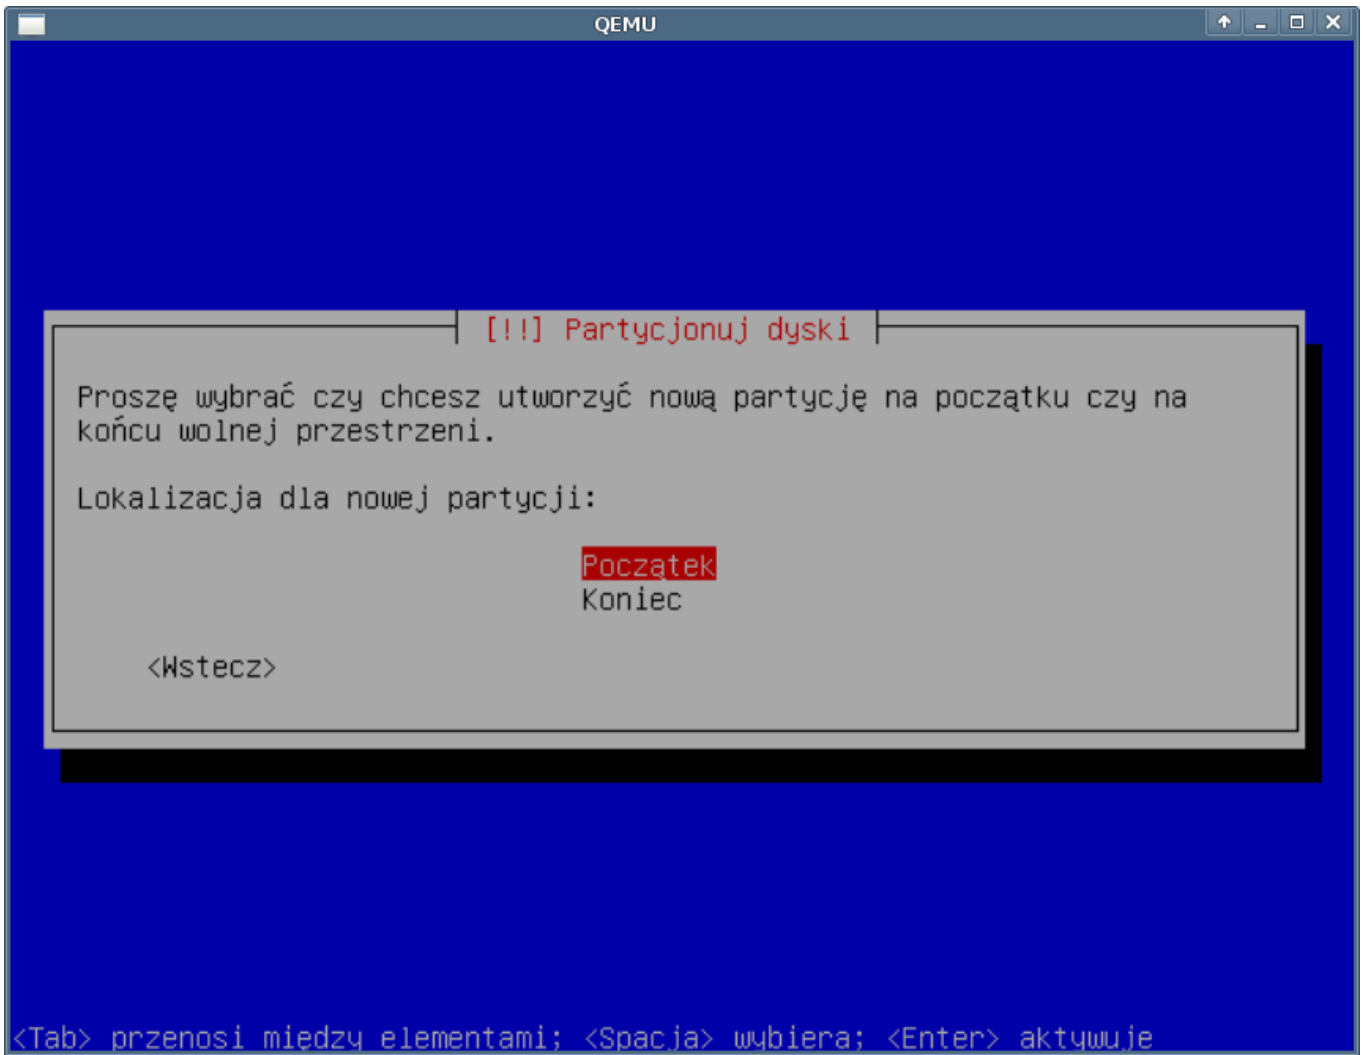 QEMU
[!!] Partycjonuj dyski
Proszę wybrać czy chcesz utworzyć nową partycję na początku czy na
końcu wolnej przestrzeni.
Lokalizacja dla nowej partycji:
Początek
Koniec
<Wstecz>
<Tab> przenosi między elementami; <Spacja> wybiera; <Enter> aktywuje